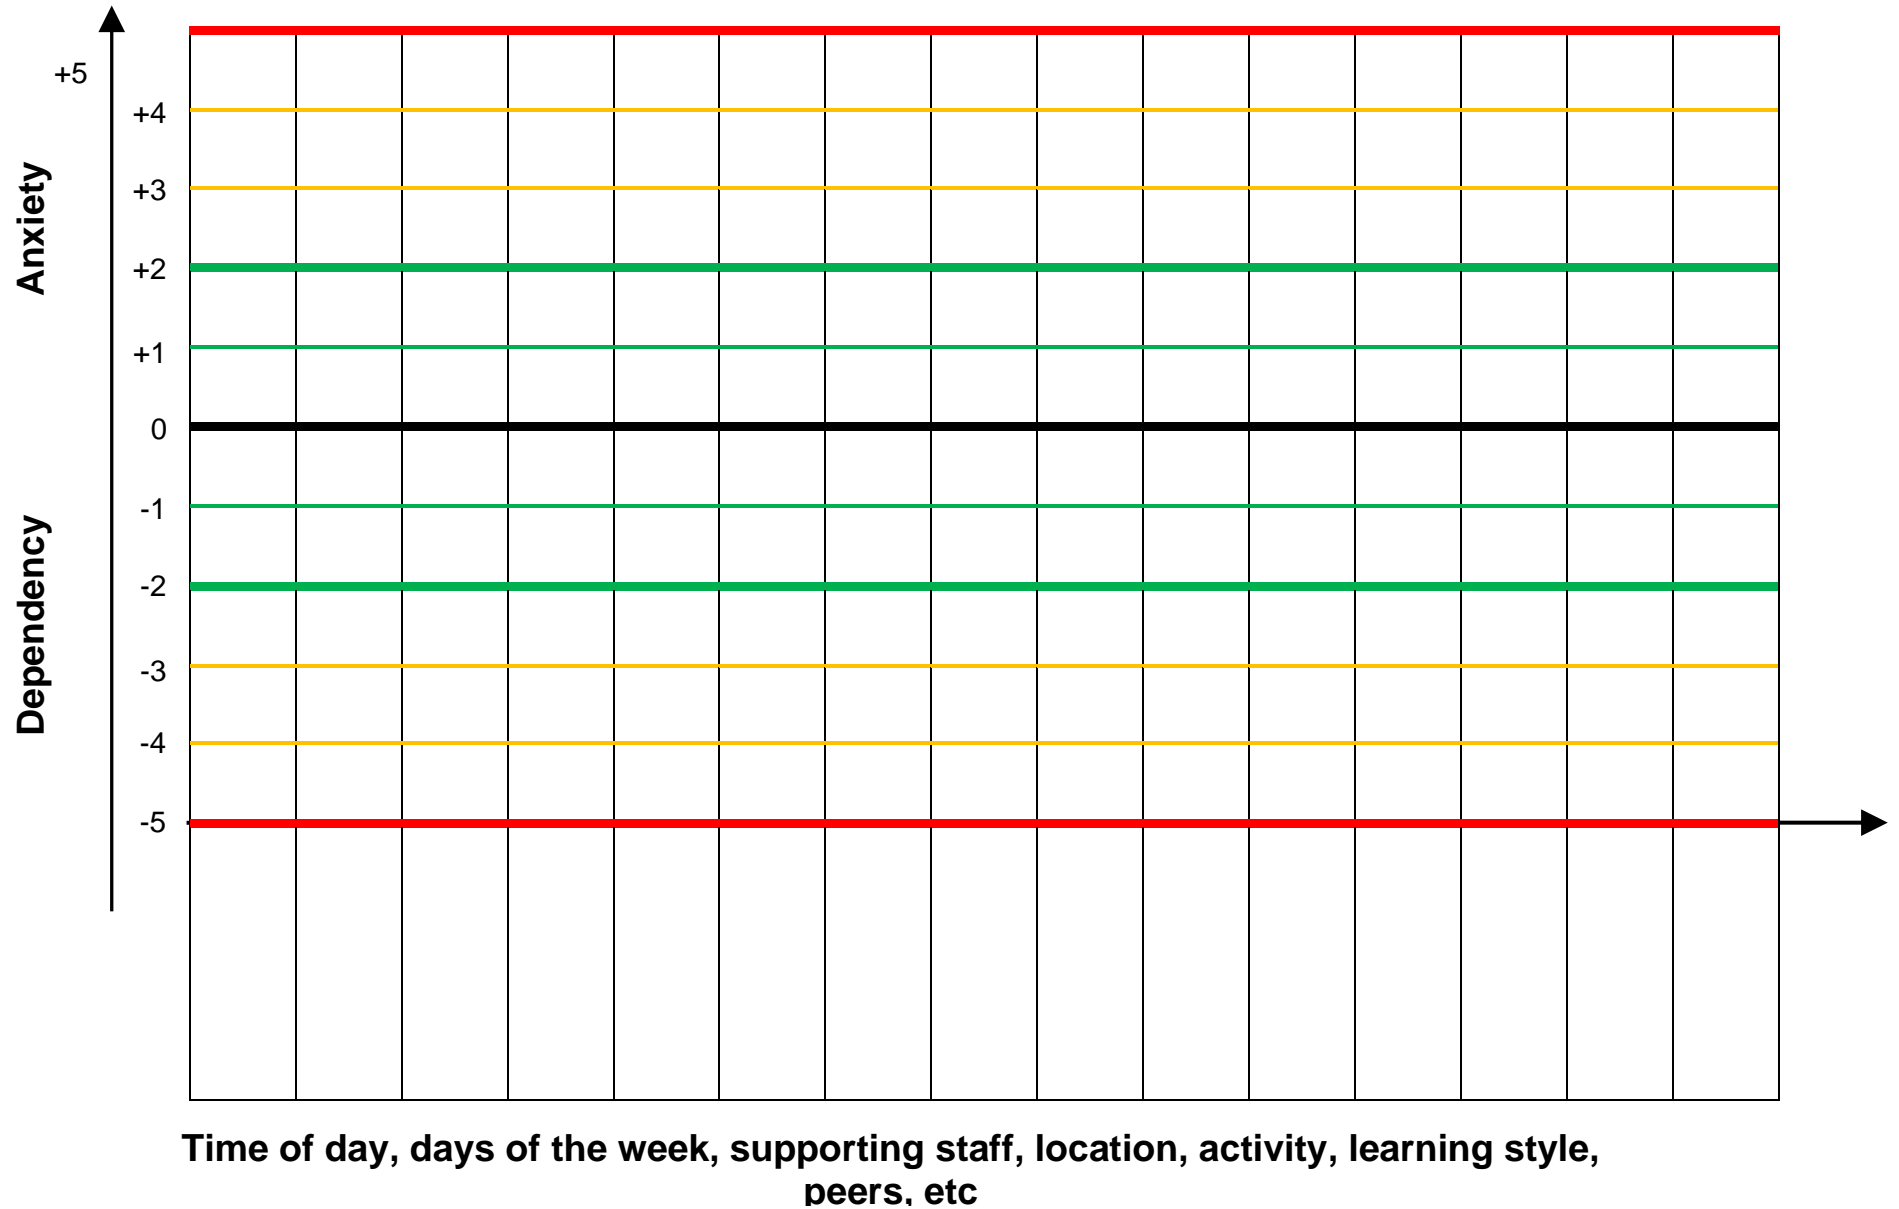 +5
+4
+3
Anxiety
+2
+1
0
-1
-2
Dependency
-3
-4
-5
Time of day, days of the week, supporting staff, location, activity, learning style,
peers, etc